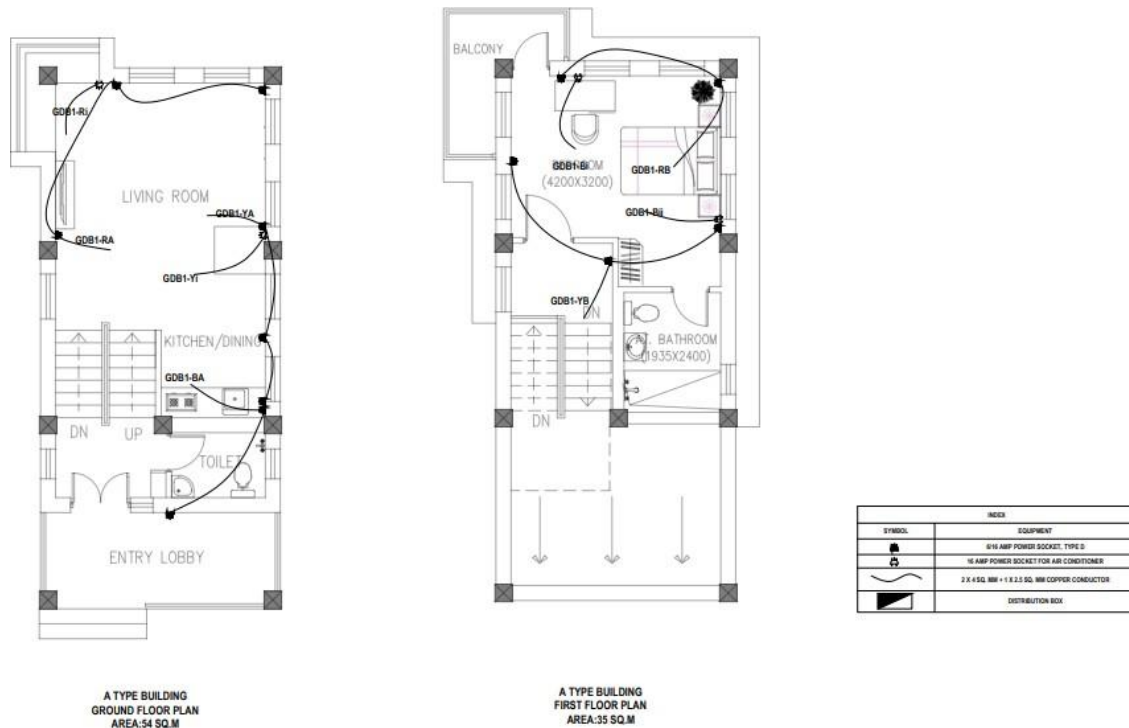 GDB1-Ri
LIVING ROOM
GDB1-YA
GDB1-RA
GDB1-Yi
KITCHEN/DINING
GDB1-BA
DN
UP
TOILET
ENTRY LOBBY
A TYPE BUILDING
GROUND FLOOR PLAN
AREA:54 SQ.M
BALCONY
GDB1-Bi
GDB1-RB
(4200X3200)
GDB1-Bii
GDB1-YB
DN
BATHROOM
(1935X2400)
DN
A TYPE BUILDING
FIRST FLOOR PLAN
AREA:35 SQ.M
INDEX
SYMBOL EQUIPMENT
6/16 AMP POWER SOCKET, TYPE D
16 AMP POWER SOCKET FOR AIR CONDITIONER
2 X 4 SQ. MM + 1 X 2.5 SQ. MM COPPER CONDUCTOR
DISTRIBUTION BOX